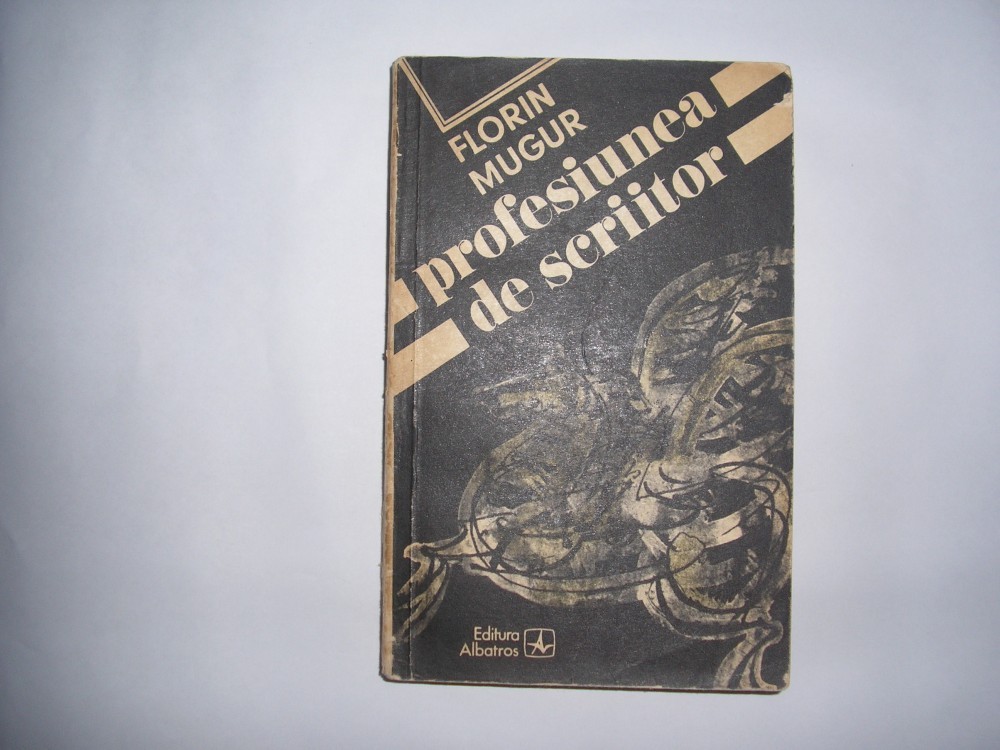 FLORIN
MUGUR
profesiunea
de scriitor
Editura
Albatros